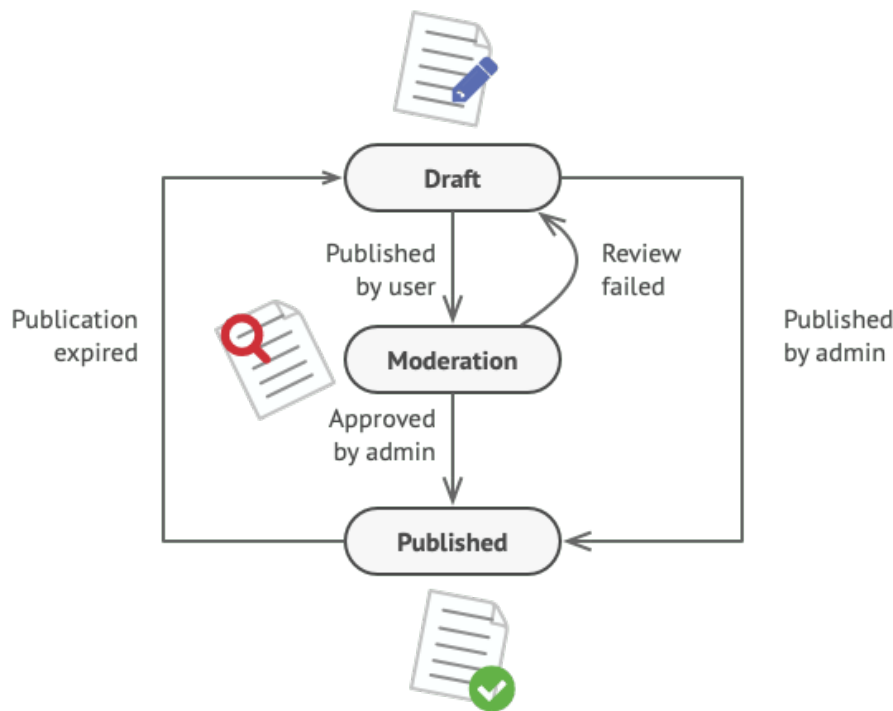 Draft
Published
by user
Review
failed
Publication
expired
Published
by admin
Moderation
Approved
by admin
Published